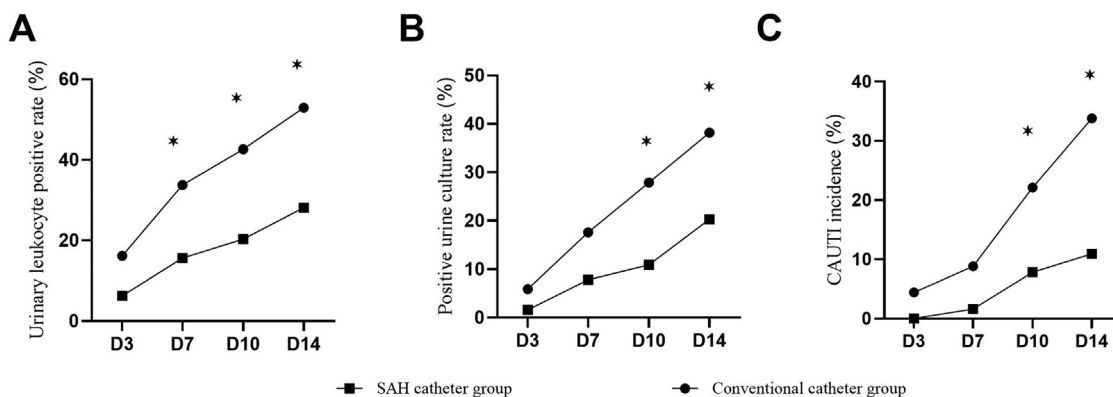 A
Urinary leukocyte positive rate (%)
60
40
20
0
D3 D7 D10 D14
B
Positive urine culture rate (%)
50
40
30
20
10
0
D3 D7 D10 D14
C
CAUTI incidence (%)
40
30
20
10
0
D3 D7 D10 D14
SAH catheter group
Conventional catheter group